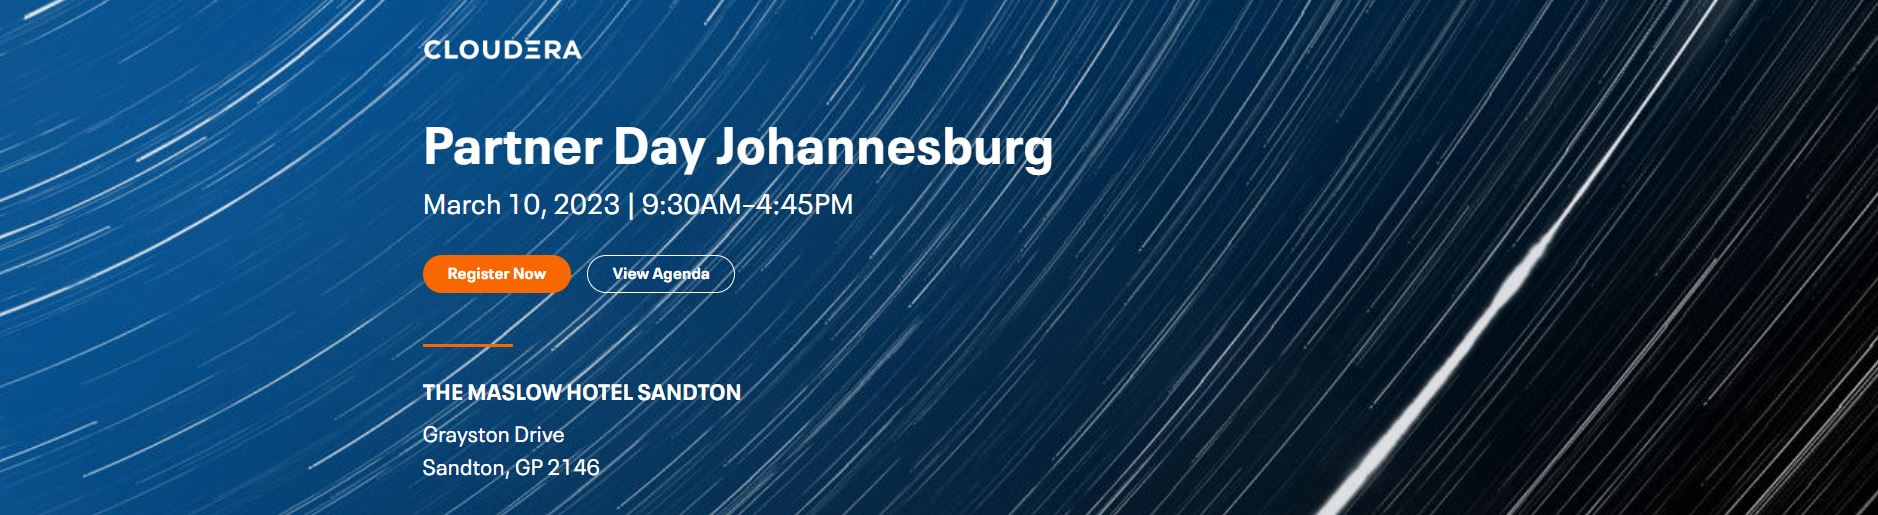 CLOUDERA
Partner Day Johannesburg
March 10, 2023 | 9:30AM–4:45PM
Register Now
View Agenda
THE MASLOW HOTEL SANDTON
Grayston Drive
Sandton, GP 2146